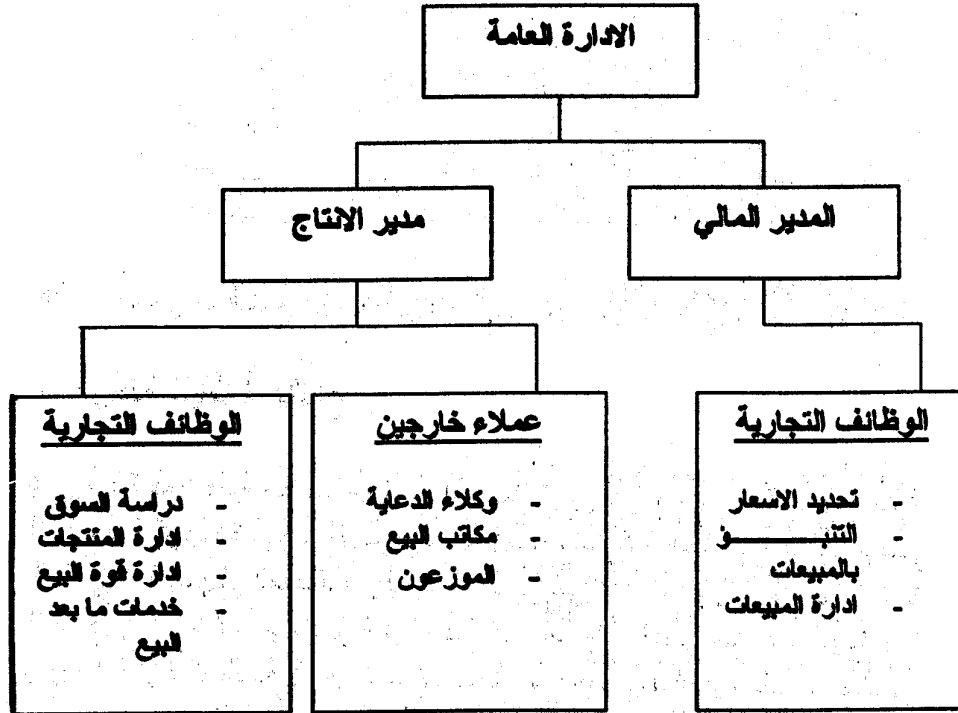 الادارة العامة
المدير المالي
مدير الانتاج
الوظائف التجارية
- تحديد الاسعار
- التنبــــــؤ
بالمبيعات
- ادارة المبيعات
عملاء خارجين
- وكلاء الدعاية
- مكاتب البيع
- الموزعون
الوظائف التجارية
- دراسة السوق
- ادارة المنتجات
- ادارة قوة البيع
- خدمات ما بعد
البيع